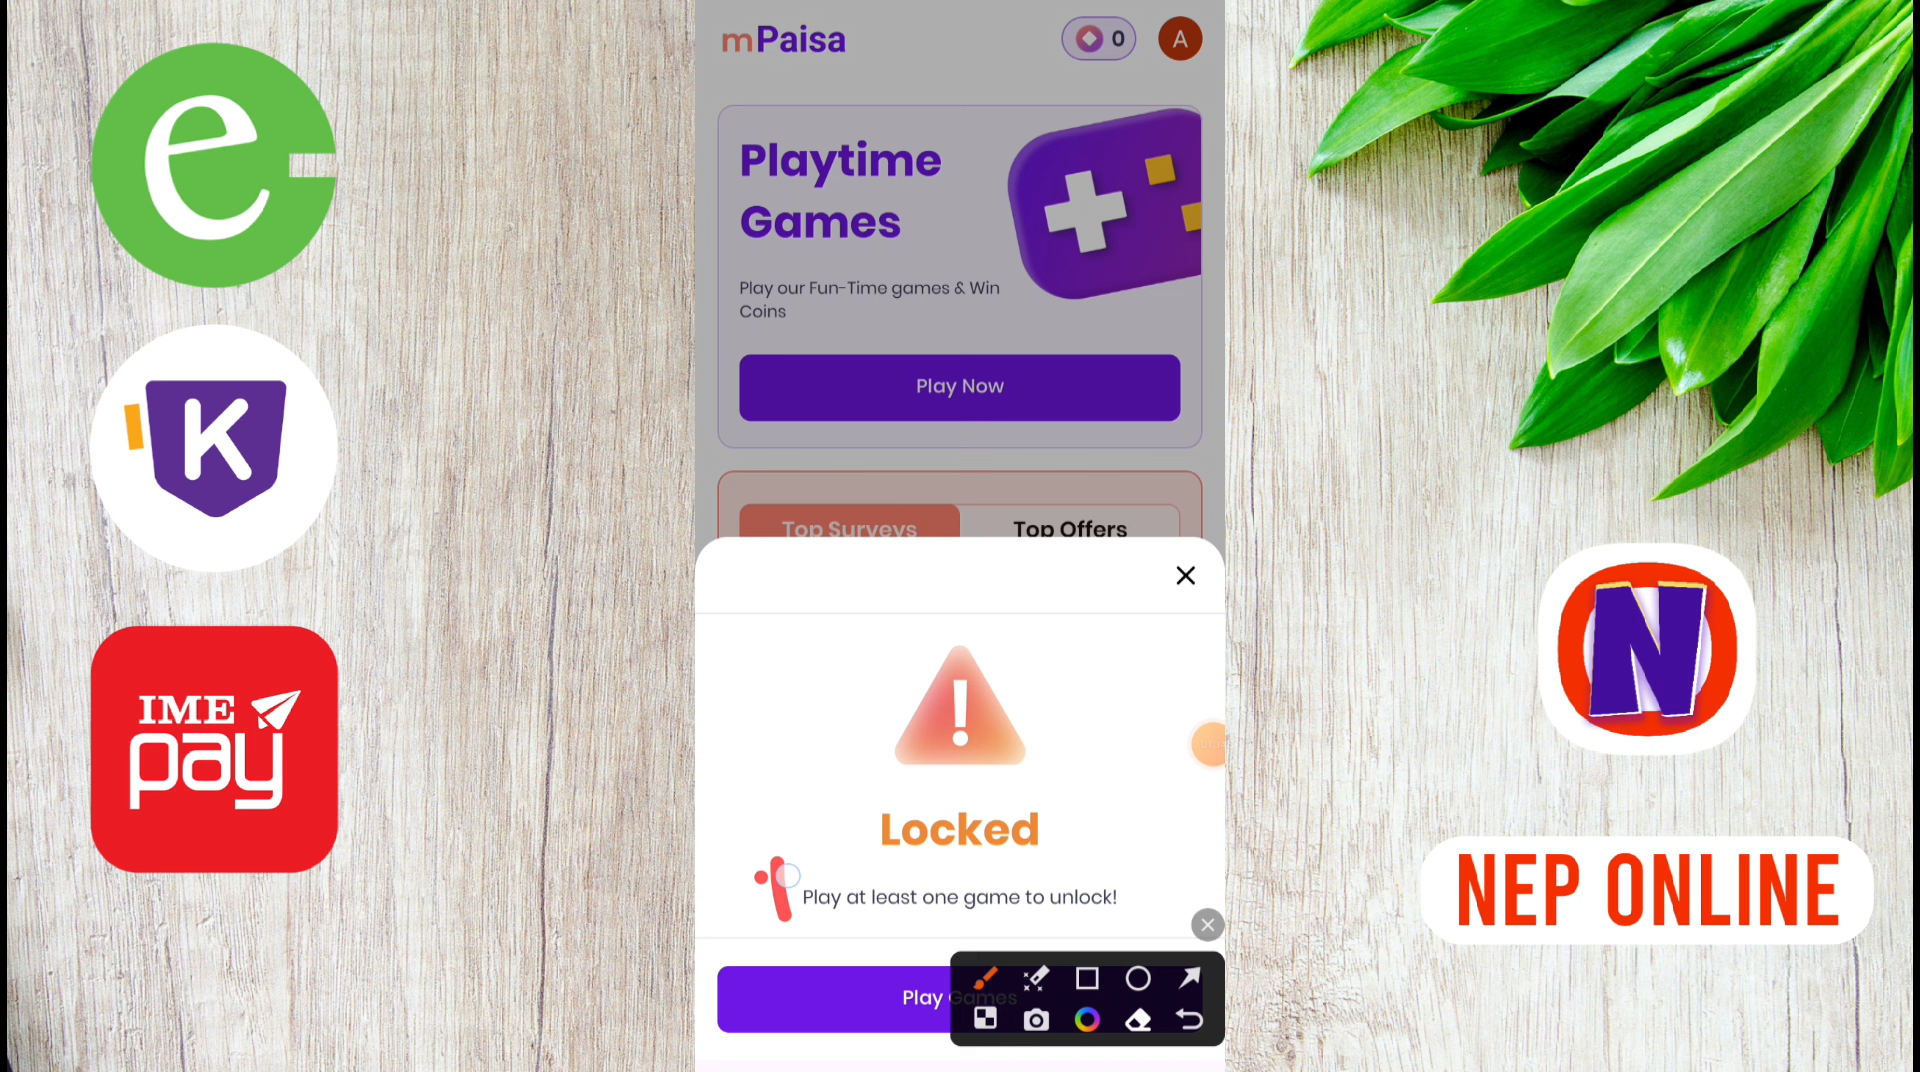 e
K
IME
pay
mPaisa
0
A
Playtime
Games
Play our Fun-Time games & Win
Coins
Play Now
Top Surveys
Top Offers
Locked
Play at least one game to unlock!
Play Games
N
NEP ONLINE